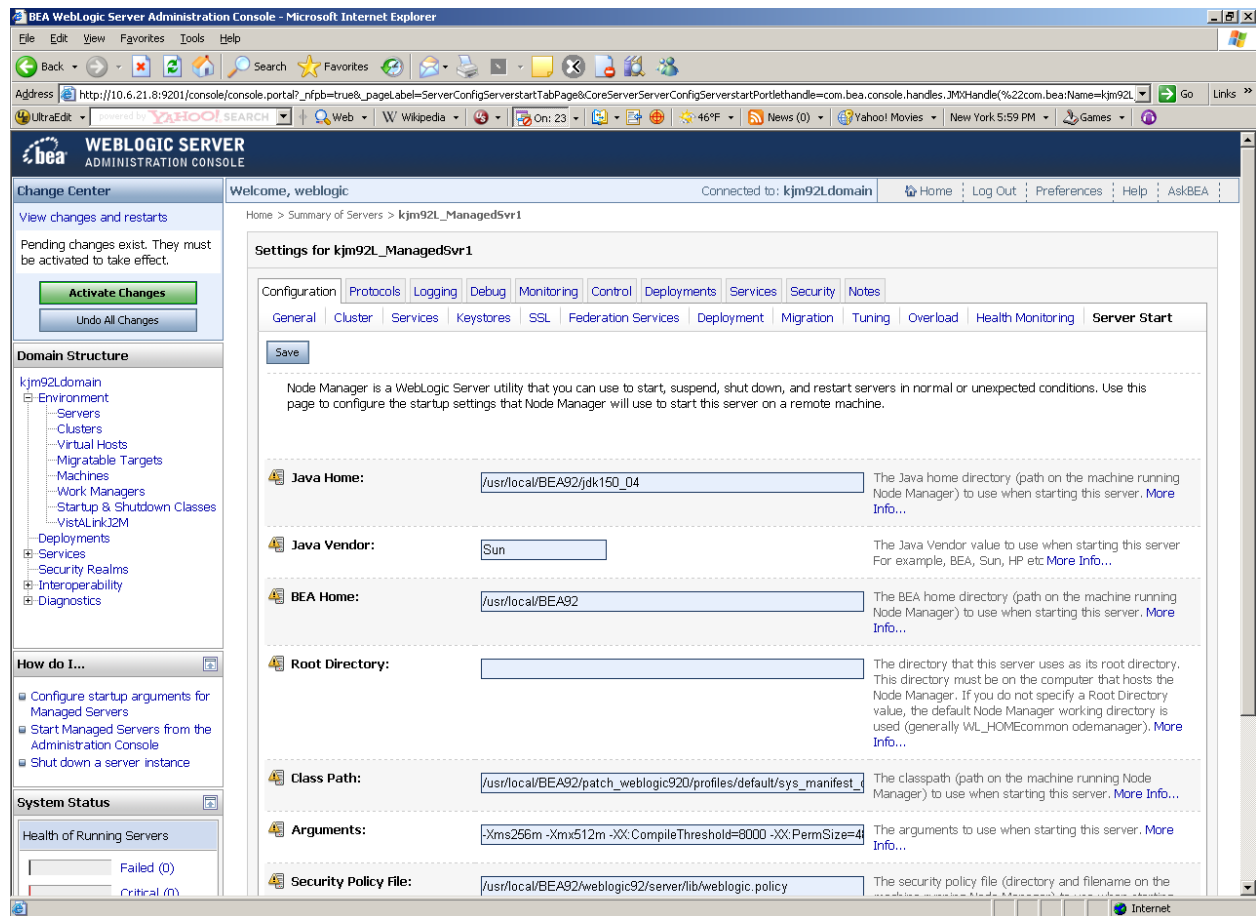 BEA WebLogic Server Administration Console - Microsoft Internet Explorer
File Edit View Favorites Tools Help
Back Search Favorites
Address http://10.6.21.8:9201/console/console.portal?_nfpb=true&_pageLabel=ServerConfigServerstartTabPage&CoreServerServerConfigServerstartPortlethandle=com.bea.console.handles.JMXHandle(%22com.bea:Name=kjm92L Go Links »
UltraEdit powered by YAHOO! SEARCH Web W Wikipedia On: 23 46°F News (0) Yahoo! Movies New York 5:59 PM Games
bea WEBLOGIC SERVER
ADMINISTRATION CONSOLE
Change Center
View changes and restarts
Pending changes exist. They must
be activated to take effect.
Activate Changes
Undo All Changes
Domain Structure
kjm92Ldomain
Environment
Servers
Clusters
Virtual Hosts
Migratable Targets
Machines
Work Managers
Startup & Shutdown Classes
VistALinkJ2M
Deployments
Services
Security Realms
Interoperability
Diagnostics
How do I...
Configure startup arguments for
Managed Servers
Start Managed Servers from the
Administration Console
Shut down a server instance
System Status
Health of Running Servers
Failed (0)
Critical (0)
Welcome, weblogic Connected to: kjm92Ldomain Home Log Out Preferences Help AskBEA
Home > Summary of Servers > kjm92L_ManagedSvr1
Settings for kjm92L_ManagedSvr1
Configuration Protocols Logging Debug Monitoring Control Deployments Services Security Notes
General Cluster Services Keystores SSL Federation Services Deployment Migration Tuning Overload Health Monitoring Server Start
Save
Node Manager is a WebLogic Server utility that you can use to start, suspend, shut down, and restart servers in normal or unexpected conditions. Use this
page to configure the startup settings that Node Manager will use to start this server on a remote machine.
Java Home: /usr/local/BEA92/jdk150_04 The Java home directory (path on the machine running
Node Manager) to use when starting this server. More
Info...
Java Vendor: Sun The Java Vendor value to use when starting this server
For example, BEA, Sun, HP etc More Info...
BEA Home: /usr/local/BEA92 The BEA home directory (path on the machine running
Node Manager) to use when starting this server. More
Info...
Root Directory: The directory that this server uses as its root directory.
This directory must be on the computer that hosts the
Node Manager. If you do not specify a Root Directory
value, the default Node Manager working directory is
used (generally WL_HOMEcommon odemanager). More
Info...
Class Path: /usr/local/BEA92/patch_weblogic920/profiles/default/sys_manifest_ The classpath (path on the machine running Node
Manager) to use when starting this server. More Info...
Arguments: -Xms256m -Xmx512m -XX:CompileThreshold=8000 -XX:PermSize=48 The arguments to use when starting this server. More
Info...
Security Policy File: /usr/local/BEA92/weblogic92/server/lib/weblogic.policy The security policy file (directory and filename on the
Internet